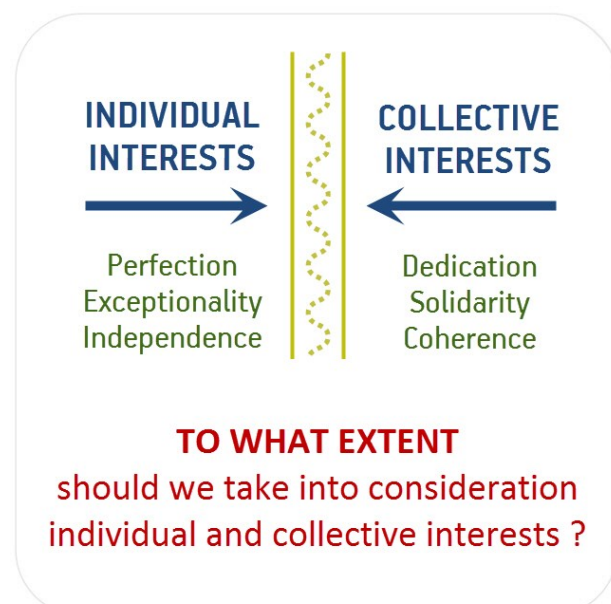 INDIVIDUAL
INTERESTS
Perfection
Exceptionality
Independence
COLLECTIVE
INTERESTS
Dedication
Solidarity
Coherence
TO WHAT EXTENT
should we take into consideration
individual and collective interests ?